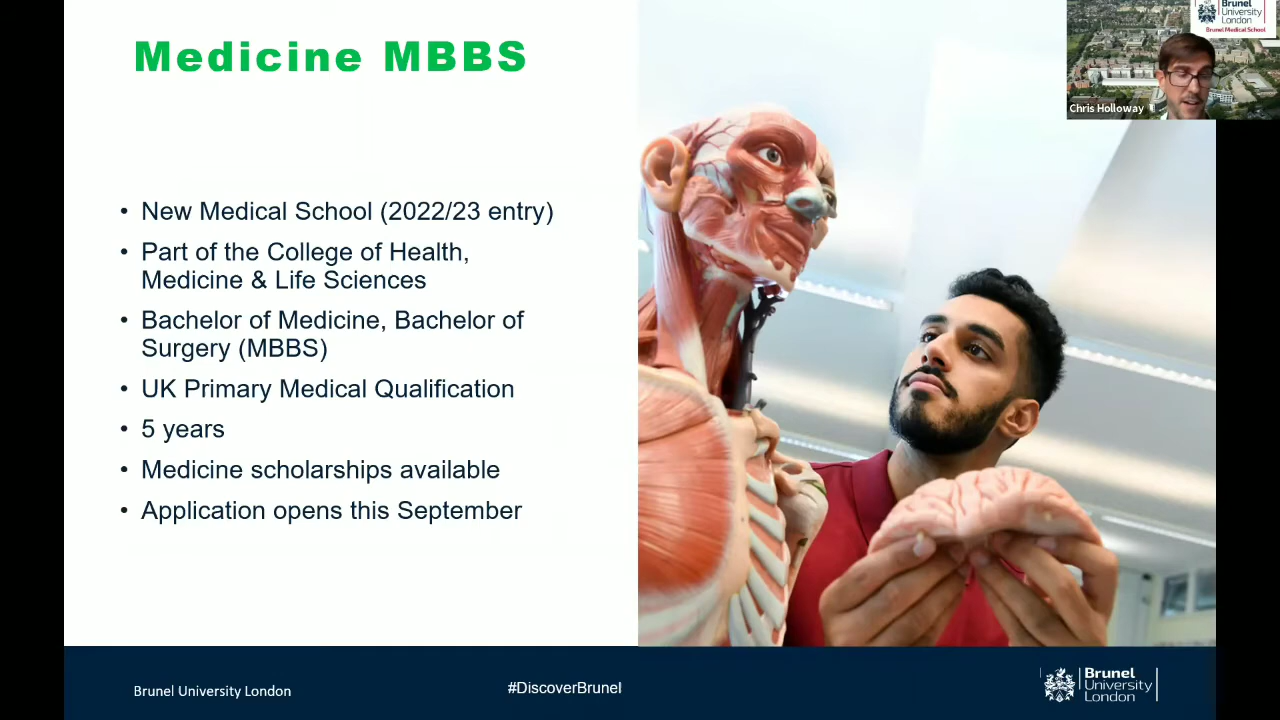 Medicine MBBS
• New Medical School (2022/23 entry)
• Part of the College of Health,
Medicine & Life Sciences
• Bachelor of Medicine, Bachelor of
Surgery (MBBS)
• UK Primary Medical Qualification
• 5 years
• Medicine scholarships available
• Application opens this September
Brunel
University
London
Brunel Medical School
Chris Holloway
Brunel University London
#DiscoverBrunel
Brunel
University
London